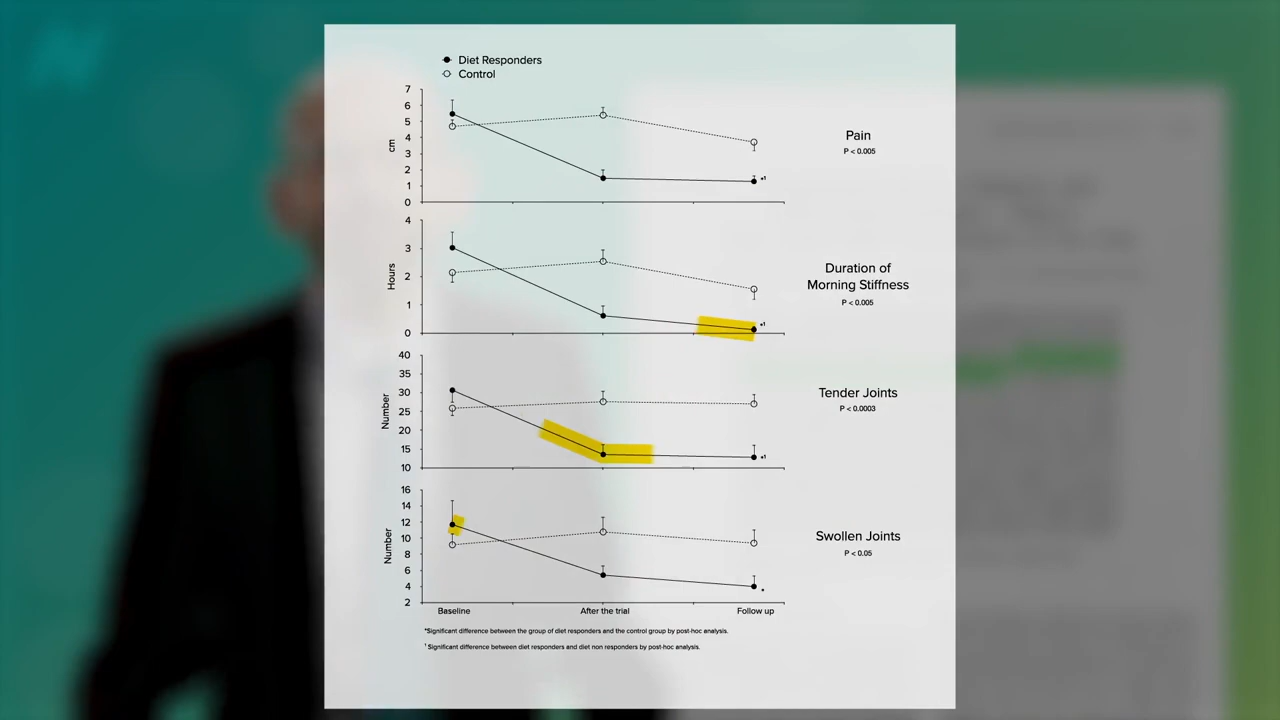 Diet Responders
Control
7
6
5
4
3
2
1
0
cm
Pain
P < 0.005
4
3
2
1
0
Hours
*1
Duration of
Morning Stiffness
P < 0.005
*1
40
35
30
25
20
15
10
Number
Tender Joints
P < 0.0003
*1
16
14
12
10
8
6
4
2
Number
Swollen Joints
P < 0.05
*
Baseline
After the trial
Follow up
*Significant difference between the group of diet responders and the control group by post-hoc analysis.
¹ Significant difference between diet responders and diet non responders by post-hoc analysis.